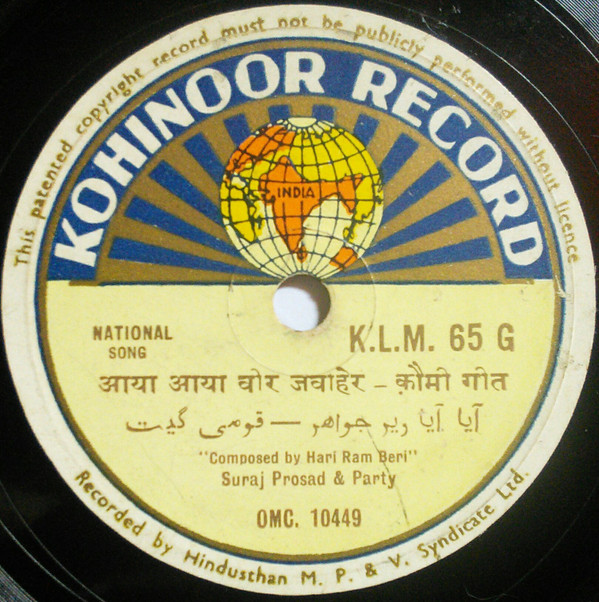 This patented copyright record must not be publicly performed without licence
KOHINOOR RECORD
INDIA
NATIONAL
SONG
K.L.M. 65 G
आया आया वीर जवाहेर – क़ौमी गीत
آیا آیا ویر جواھر — قومی گیت
"Composed by Hari Ram Beri"
Suraj Prosad & Party
OMC. 10449
Recorded by Hindusthan M. P. & V. Syndicate Ltd.